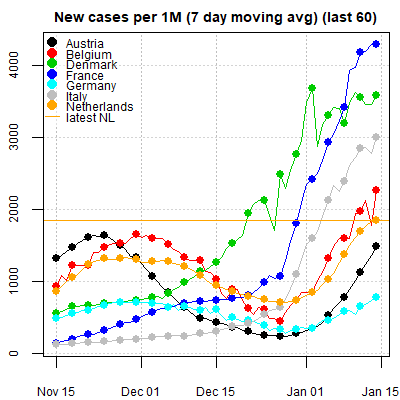 New cases per 1M (7 day moving avg) (last 60)
Austria
Belgium
Denmark
France
Germany
Italy
Netherlands
latest NL
4000
3000
2000
1000
0
Nov 15 Dec 01 Dec 15 Jan 01 Jan 15